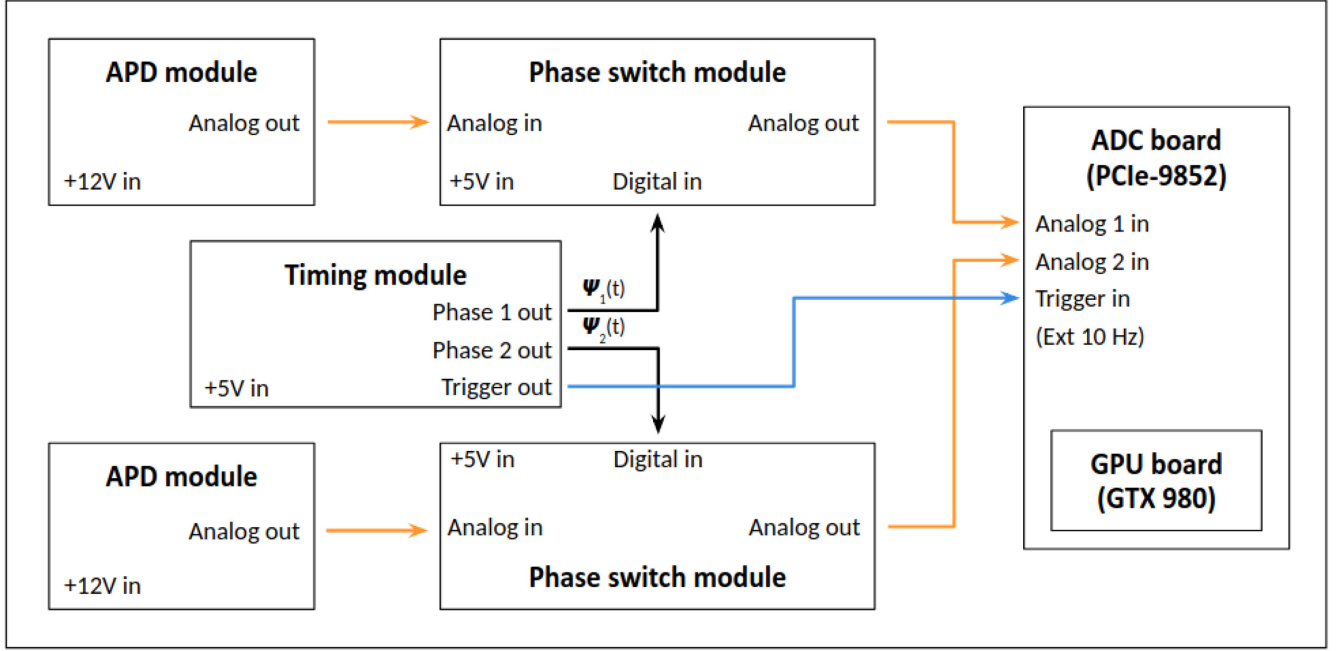 APD module
Analog out
+12V in
Phase switch module
Analog in
Analog out
+5V in
Digital in
ADC board
(PCIe-9852)
Analog 1 in
Analog 2 in
Trigger in
(Ext 10 Hz)
GPU board
(GTX 980)
Timing module
Phase 1 out
Phase 2 out
Trigger out
+5V in
Ψ1(t)
Ψ2(t)
APD module
Analog out
+12V in
+5V in
Digital in
Analog in
Analog out
Phase switch module